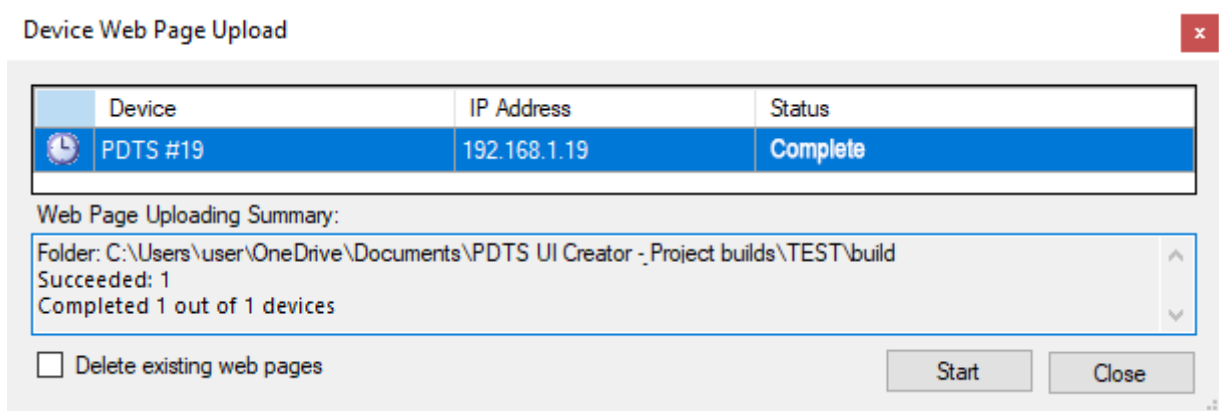 Device Web Page Upload
x
Device IP Address Status
PDTS #19 192.168.1.19 Complete
Web Page Uploading Summary:
Folder: C:\Users\user\OneDrive\Documents\PDTS UI Creator - Project builds\TEST\build
Succeeded: 1
Completed 1 out of 1 devices
Delete existing web pages Start Close